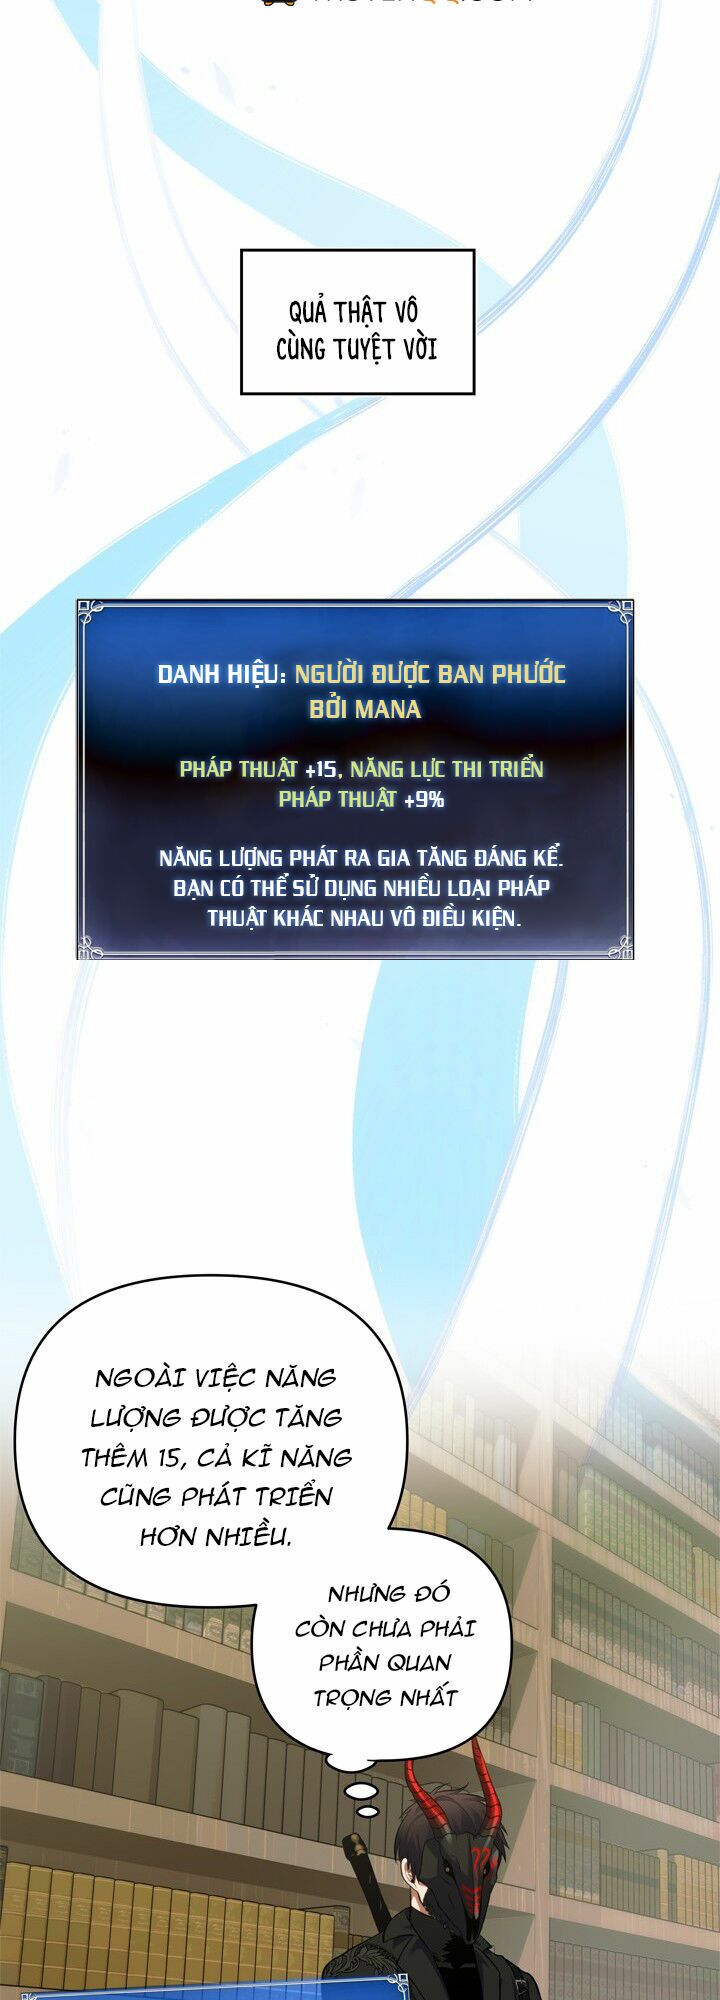 QUẢ THẬT VÔ
CÙNG TUYỆT VỜI
DANH HIỆU: NGƯỜI ĐƯỢC BAN PHƯỚC
BỞI MANA
PHÁP THUẬT +15, NĂNG LỰC THI TRIỂN
PHÁP THUẬT +9%
NĂNG LƯỢNG PHÁT RA GIA TĂNG ĐÁNG KỂ.
BẠN CÓ THỂ SỬ DỤNG NHIỀU LOẠI PHÁP
THUẬT KHÁC NHAU VÔ ĐIỀU KIỆN.
NGOÀI VIỆC NĂNG
LƯỢNG ĐƯỢC TĂNG
THÊM 15, CẢ KĨ NĂNG
CŨNG PHÁT TRIỂN
HƠN NHIỀU.
NHƯNG ĐÓ
CÒN CHƯA PHẢI
PHẦN QUAN
TRỌNG NHẤT